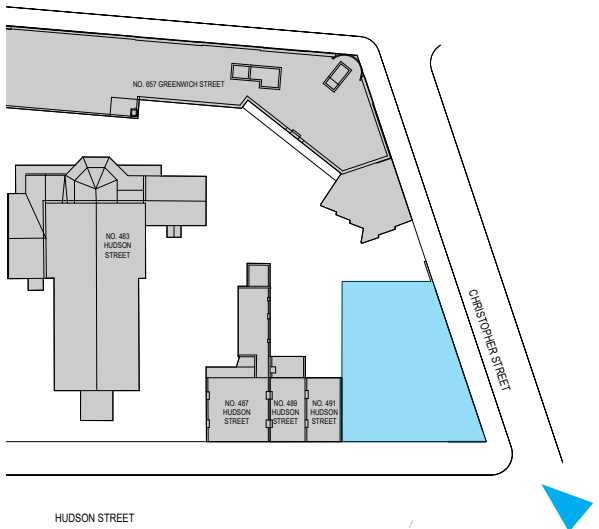 NO. 657 GREENWICH STREET
NO. 483
HUDSON
STREET
CHRISTOPHER STREET
NO. 487
HUDSON
STREET
NO. 489
HUDSON
STREET
NO. 491
HUDSON
STREET
HUDSON STREET